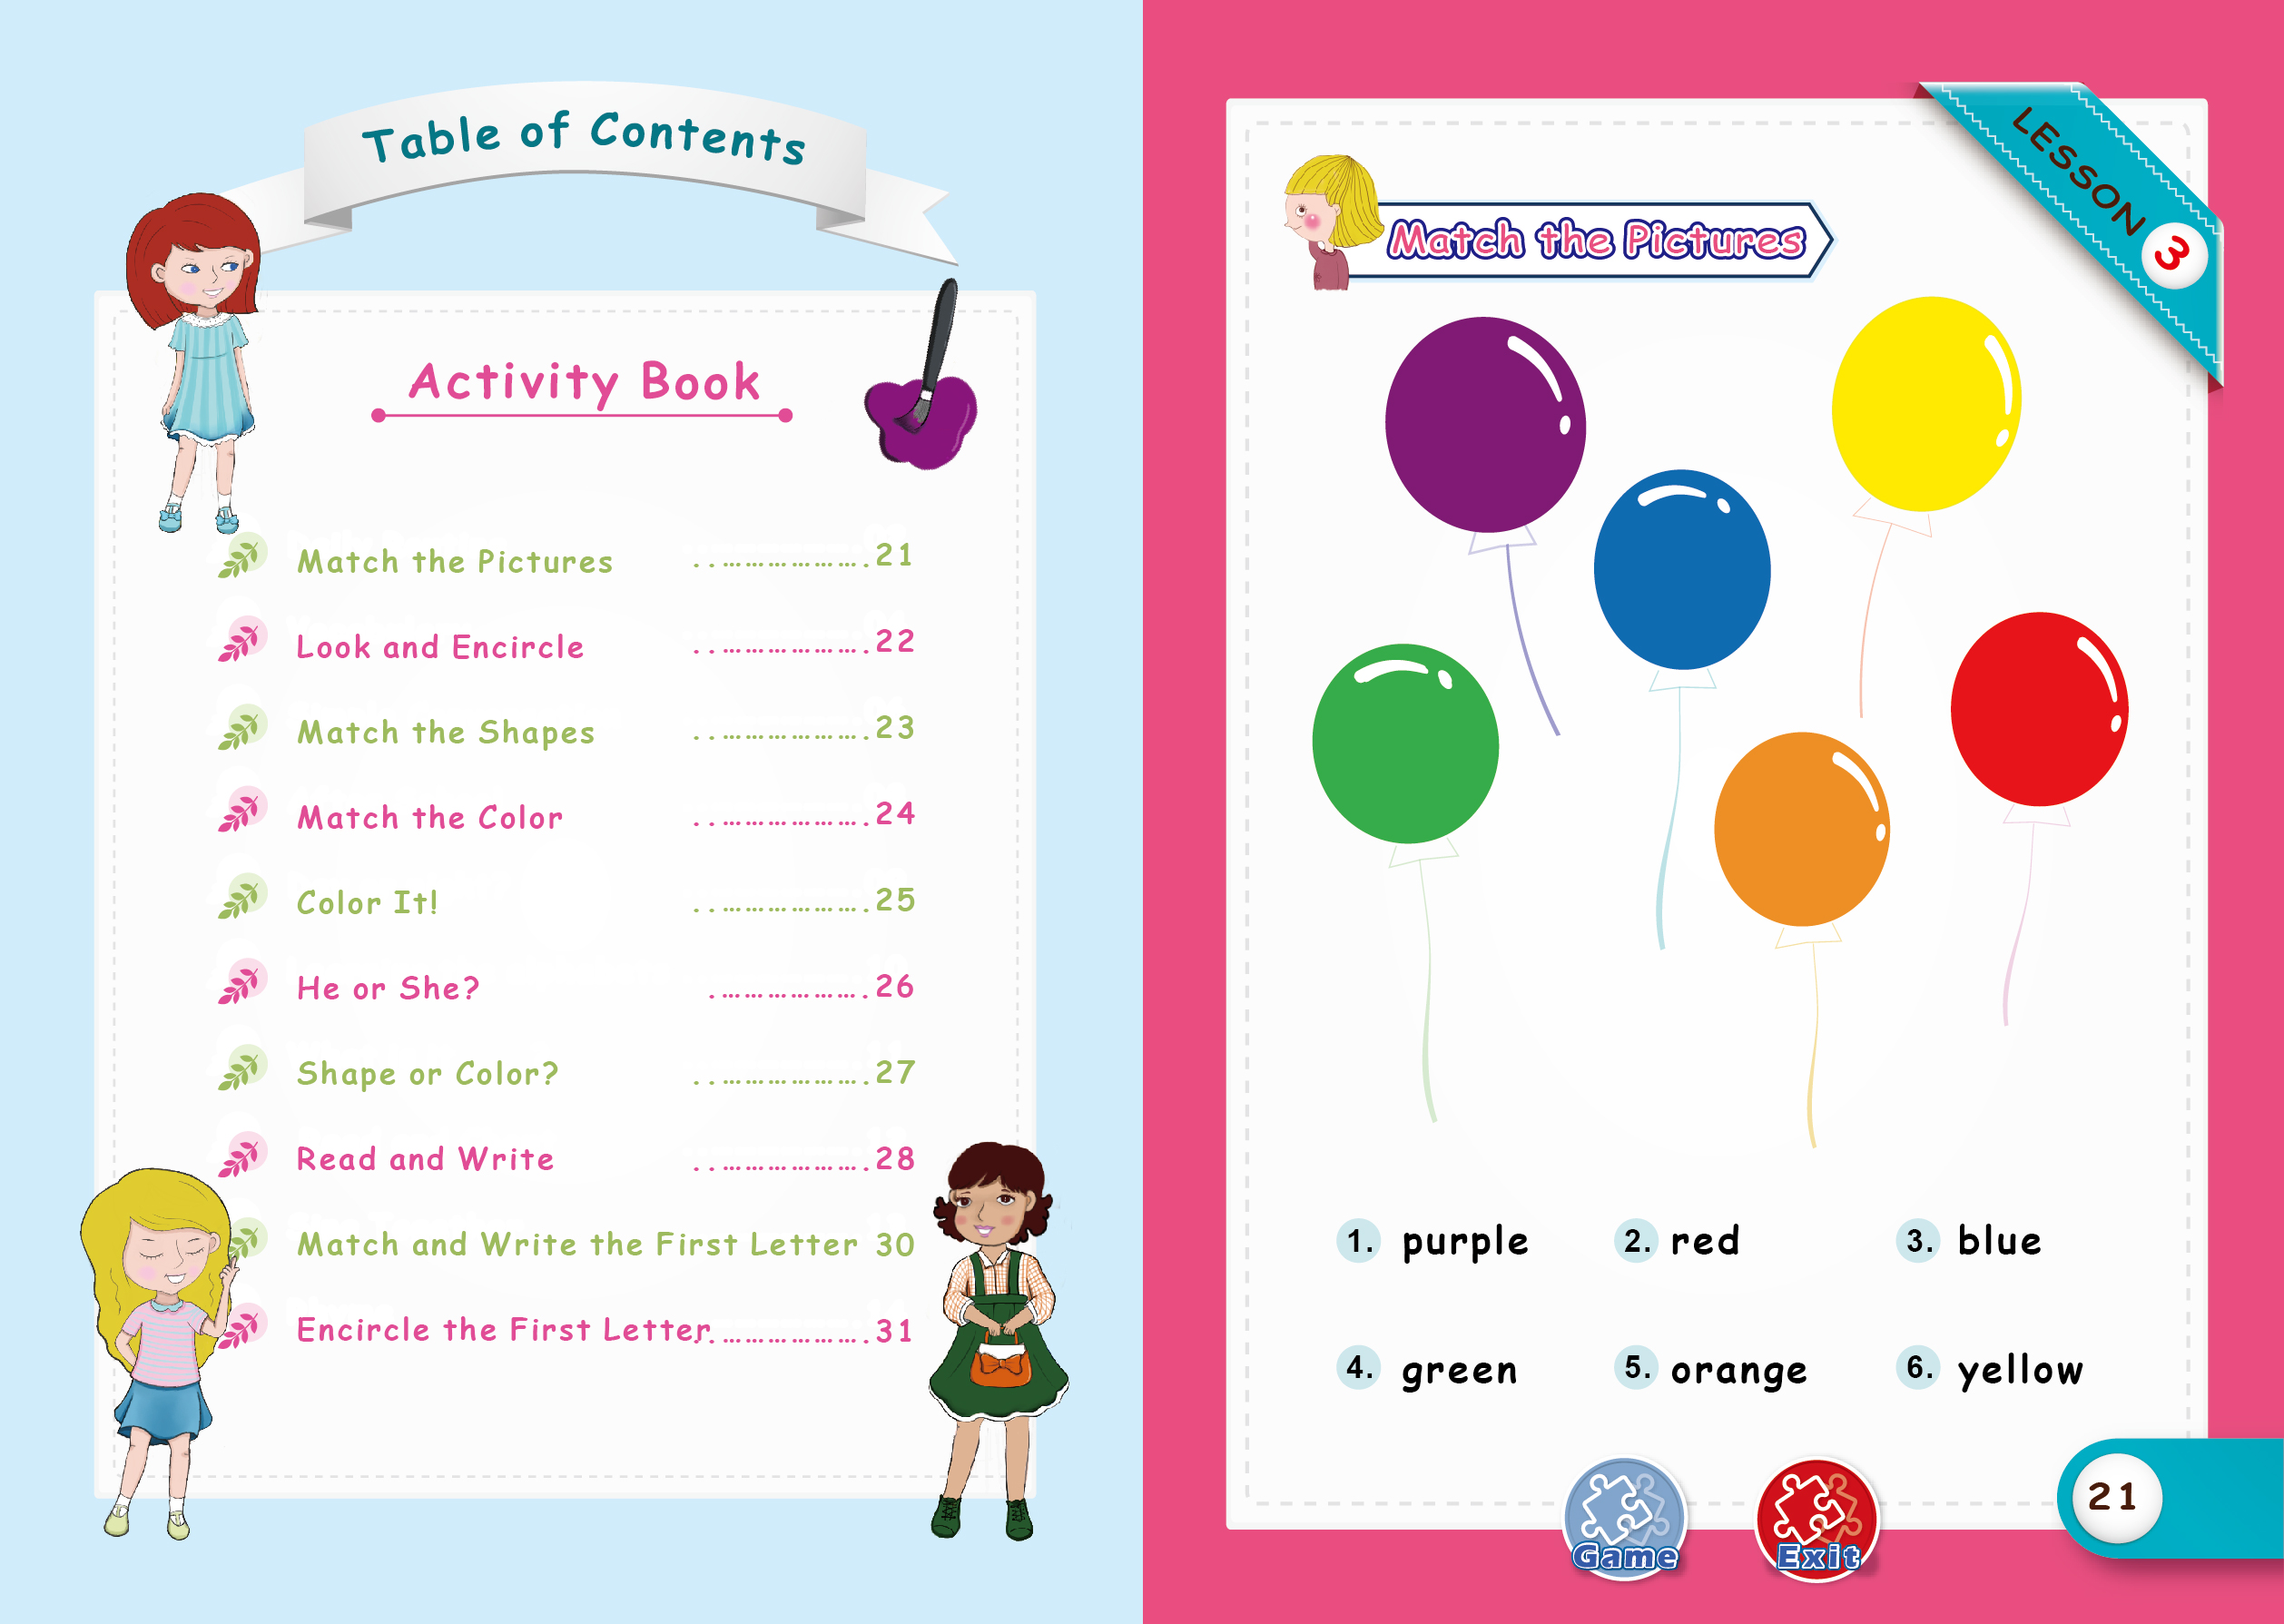 Table of Contents
Activity Book
Match the Pictures ..………………. 21
Look and Encircle ..………………. 22
Match the Shapes ..………………. 23
Match the Color ..………………. 24
Color It! ..………………. 25
He or She? .………………. 26
Shape or Color? ..………………. 27
Read and Write ..………………. 28
Match and Write the First Letter 30
Encircle the First Letter ..………………. 31
LESSON 3
Match the Pictures
1. purple 2. red 3. blue
4. green 5. orange 6. yellow
Game Exit
21